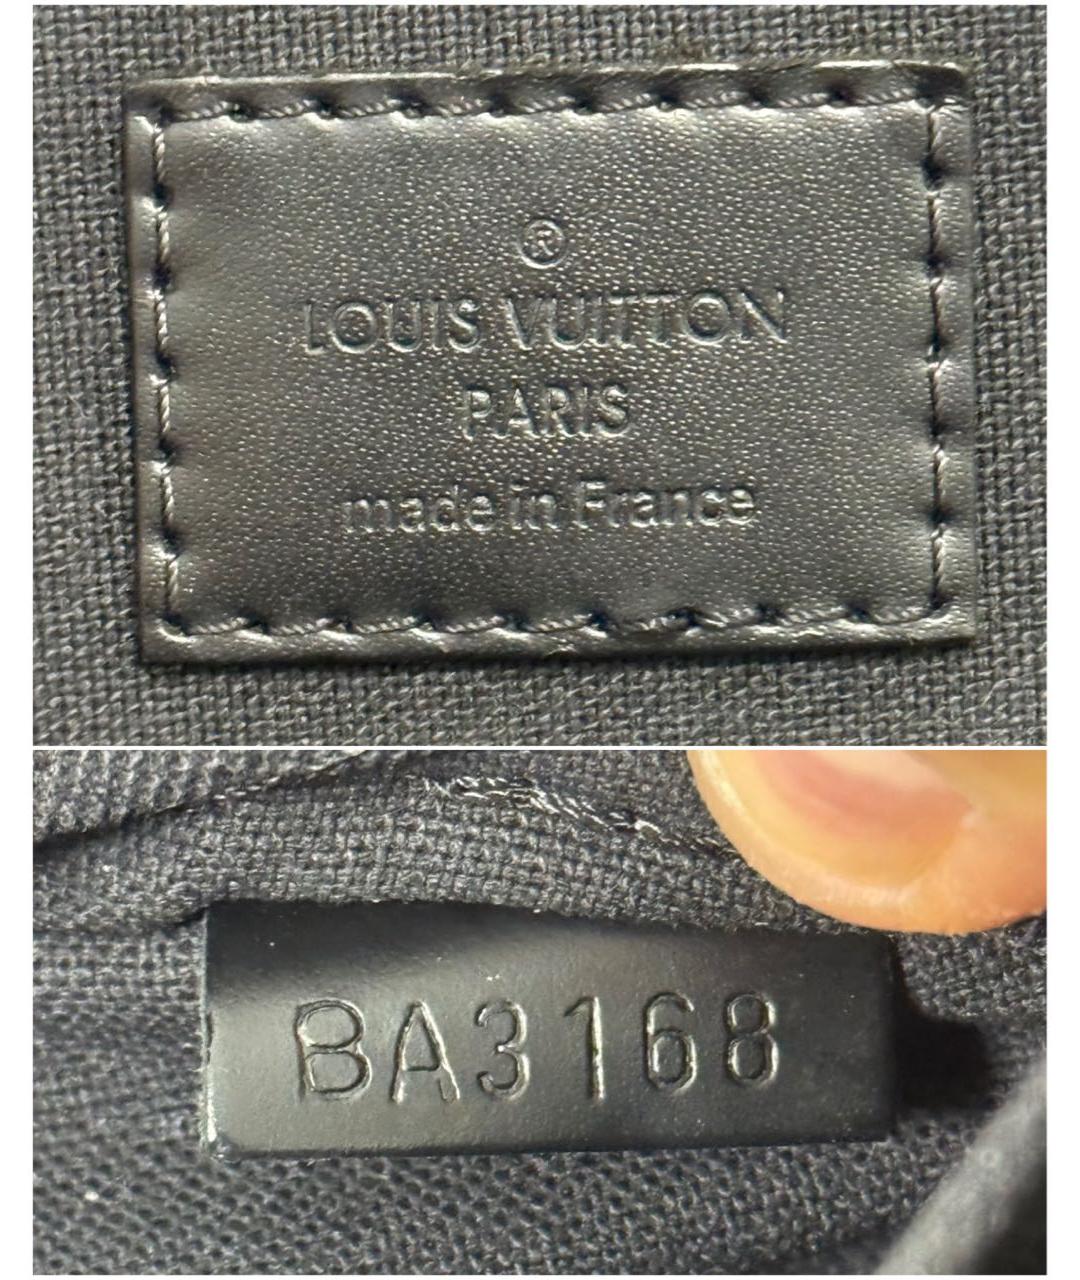 ®
LOUIS VUITTON
PARIS
made in France
BA3168